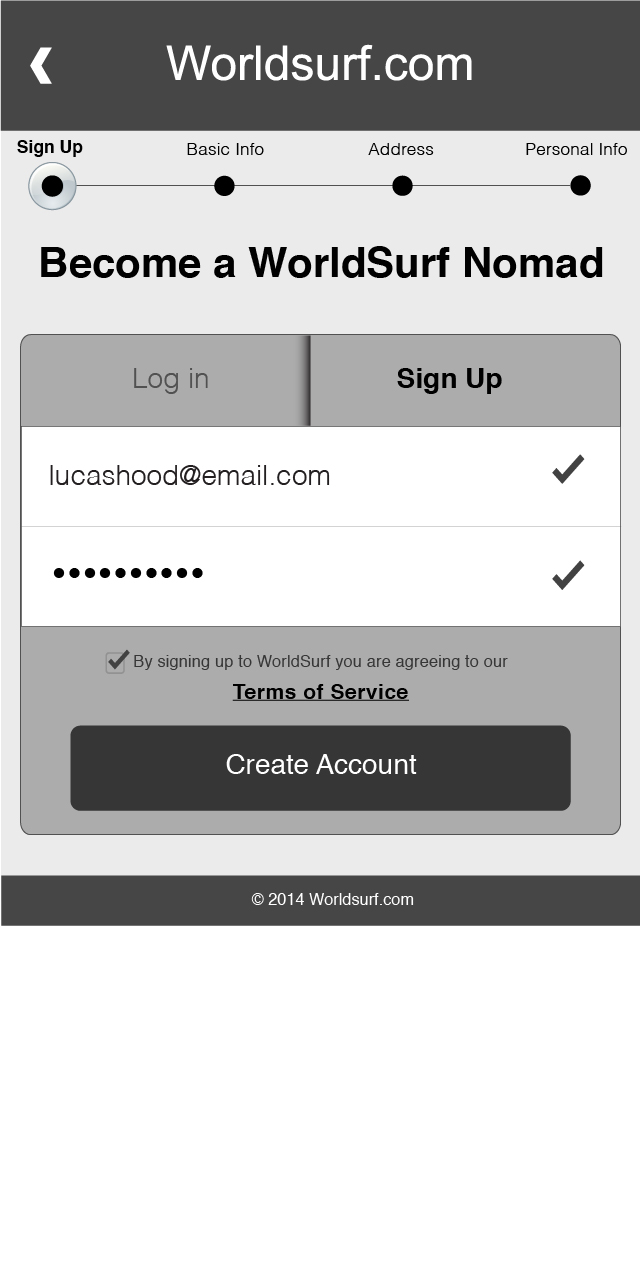 Worldsurf.com
Sign Up
Basic Info
Address
Personal Info
Become a WorldSurf Nomad
Log in
Sign Up
lucashood@email.com
••••••••••
By signing up to WorldSurf you are agreeing to our
Terms of Service
Create Account
© 2014 Worldsurf.com